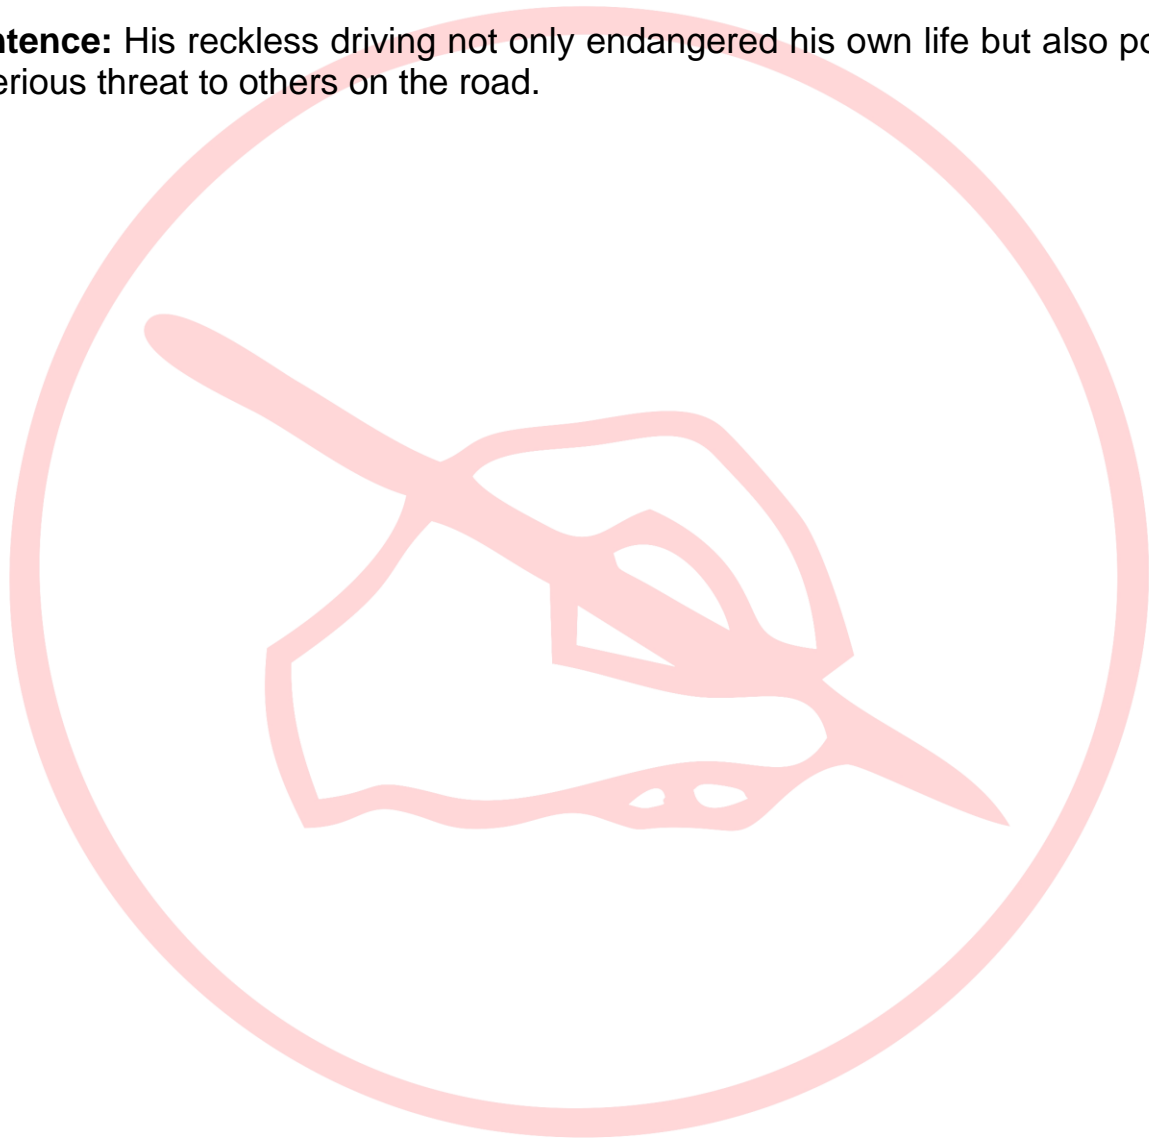 ntence: His reckless driving not only endangered his own life but also po
erious threat to others on the road.